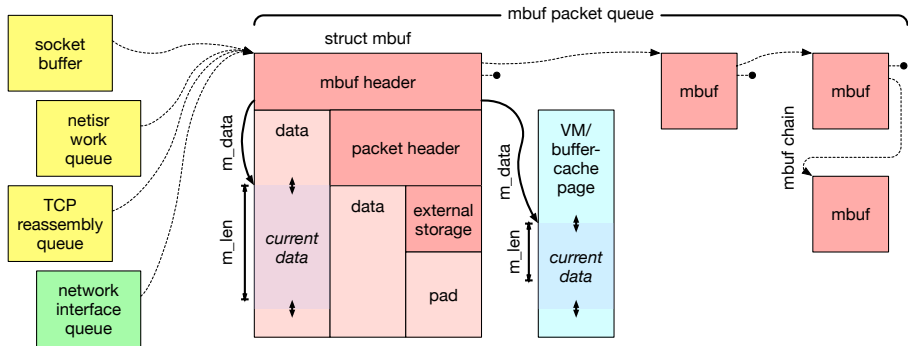 mbuf packet queue
socket
buffer
netisr
work
queue
TCP
reassembly
queue
network
interface
queue
struct mbuf
mbuf header
data
packet header
m_data
m_len
current
data
data
external
storage
pad
m_data
m_len
VM/
buffer-
cache
page
current
data
mbuf
mbuf
mbuf chain
mbuf